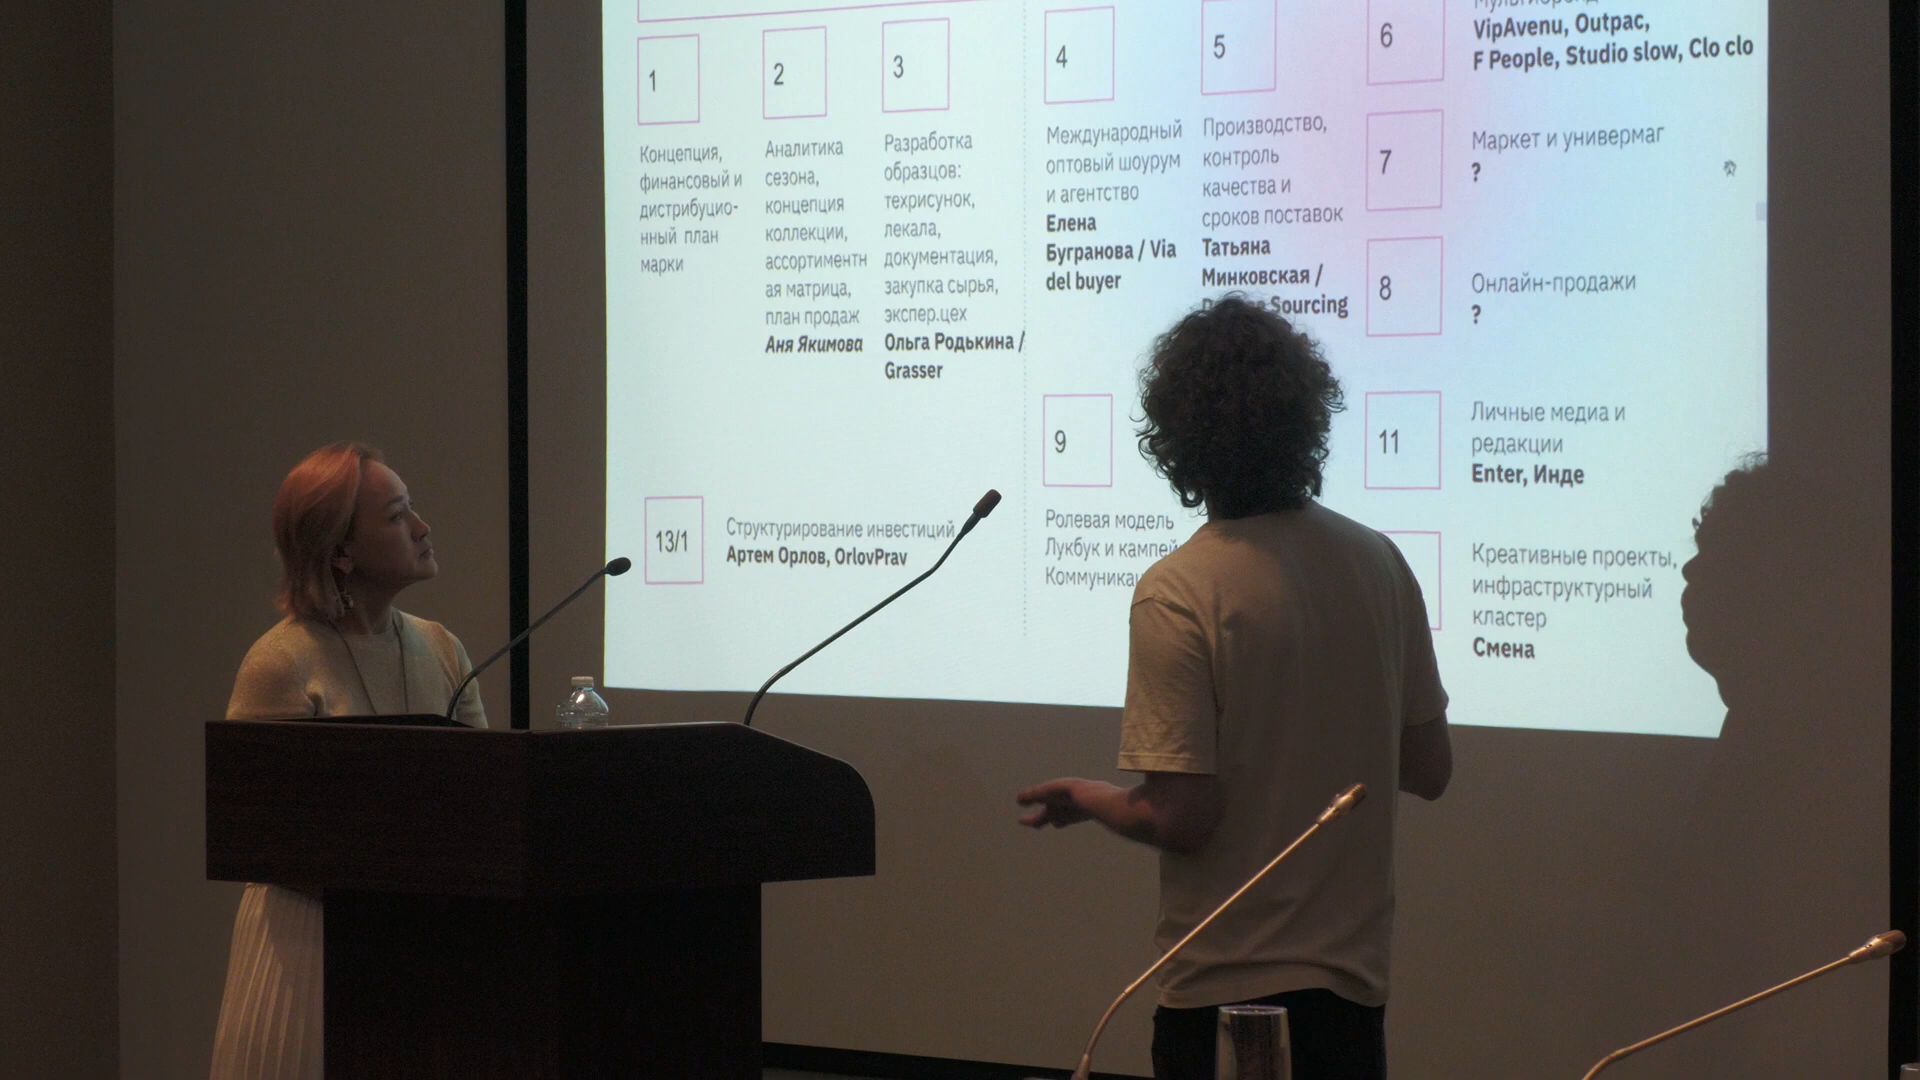 1
Концепция,
финансовый и
дистрибуцио-
нный план
марки
2
Аналитика
сезона,
концепция
коллекции,
ассортиментн
ая матрица,
план продаж
Аня Якимова
3
Разработка
образцов:
техрисунок,
лекала,
документация,
закупка сырья,
экспер.цех
Ольга Родькина /
Grasser
4
Международный
оптовый шоурум
и агентство
Елена
Бугранова / Via
del buyer
5
Производство,
контроль
качества и
сроков поставок
Татьяна
Минковская /
Sourcing
6
VipAvenu, Outpac,
F People, Studio slow, Clo clo
7
Маркет и универмаг
?
8
Онлайн-продажи
?
9
Ролевая модель
Лукбук и
11
Личные медиа и
редакции
Enter, Инде
Креативные проекты,
инфраструктурный
кластер
Смена
13/1
Структурирование инвестиций
Артем Орлов, OrlovPrav